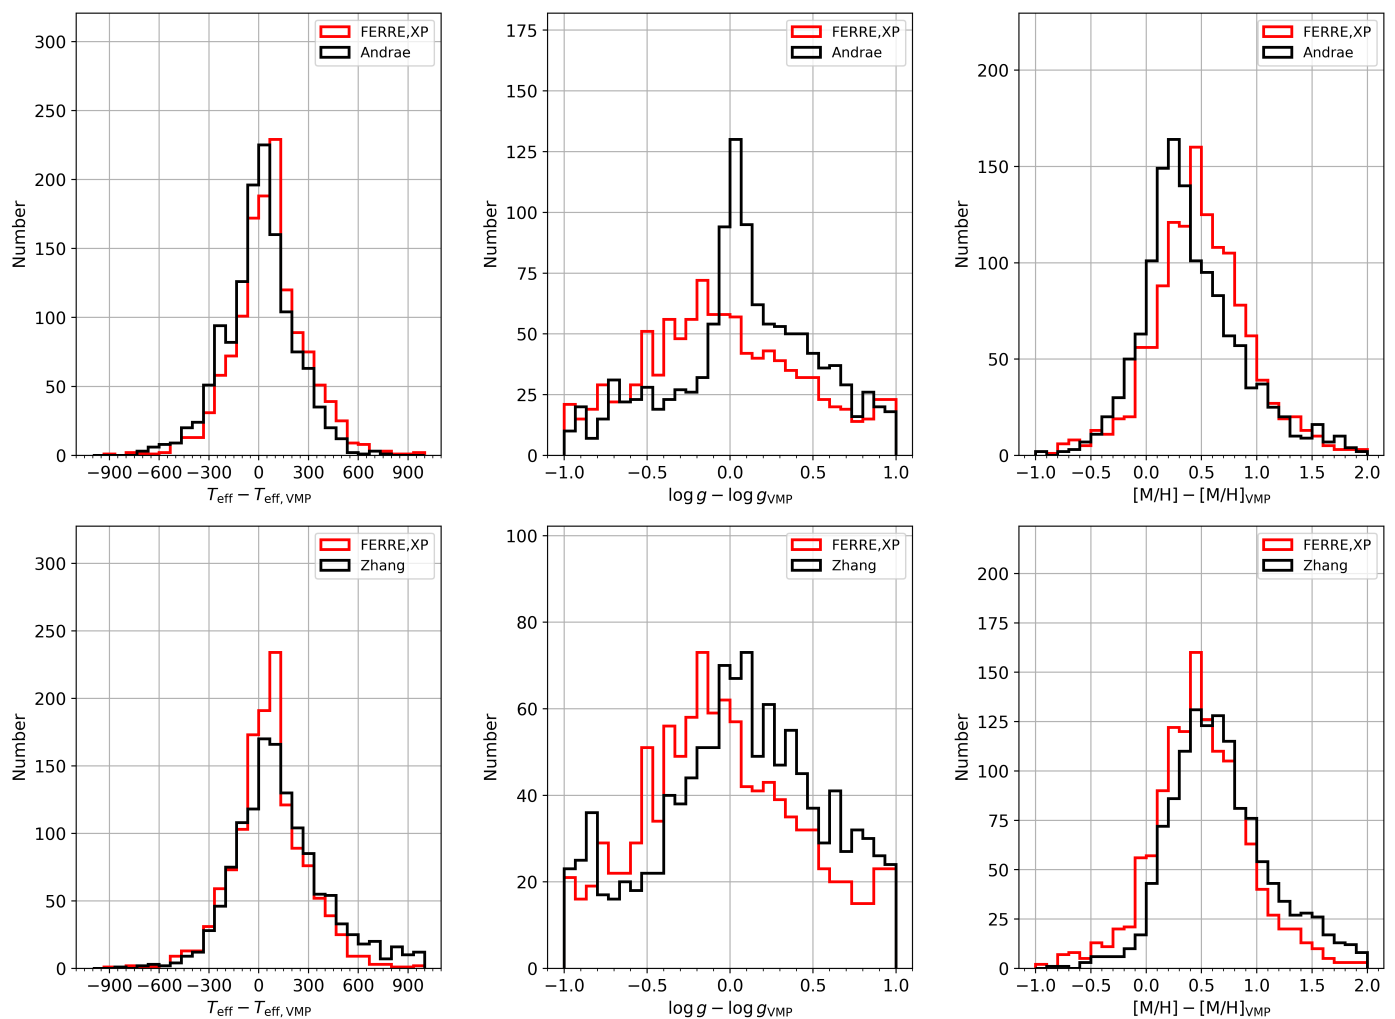 FERRE,XP
Andrae
300
250
200
150
100
50
0
Number
−900 −600 −300 0 300 600 900
T_eff − T_eff, VMP
FERRE,XP
Andrae
175
150
125
100
75
50
25
0
Number
−1.0 −0.5 0.0 0.5 1.0
log g − log g_VMP
FERRE,XP
Andrae
200
150
100
50
0
Number
−1.0 −0.5 0.0 0.5 1.0 1.5 2.0
[M/H] − [M/H]_VMP
FERRE,XP
Zhang
300
250
200
150
100
50
0
Number
−900 −600 −300 0 300 600 900
T_eff − T_eff, VMP
FERRE,XP
Zhang
100
80
60
40
20
0
Number
−1.0 −0.5 0.0 0.5 1.0
log g − log g_VMP
FERRE,XP
Zhang
200
175
150
125
100
75
50
25
0
Number
−1.0 −0.5 0.0 0.5 1.0 1.5 2.0
[M/H] − [M/H]_VMP